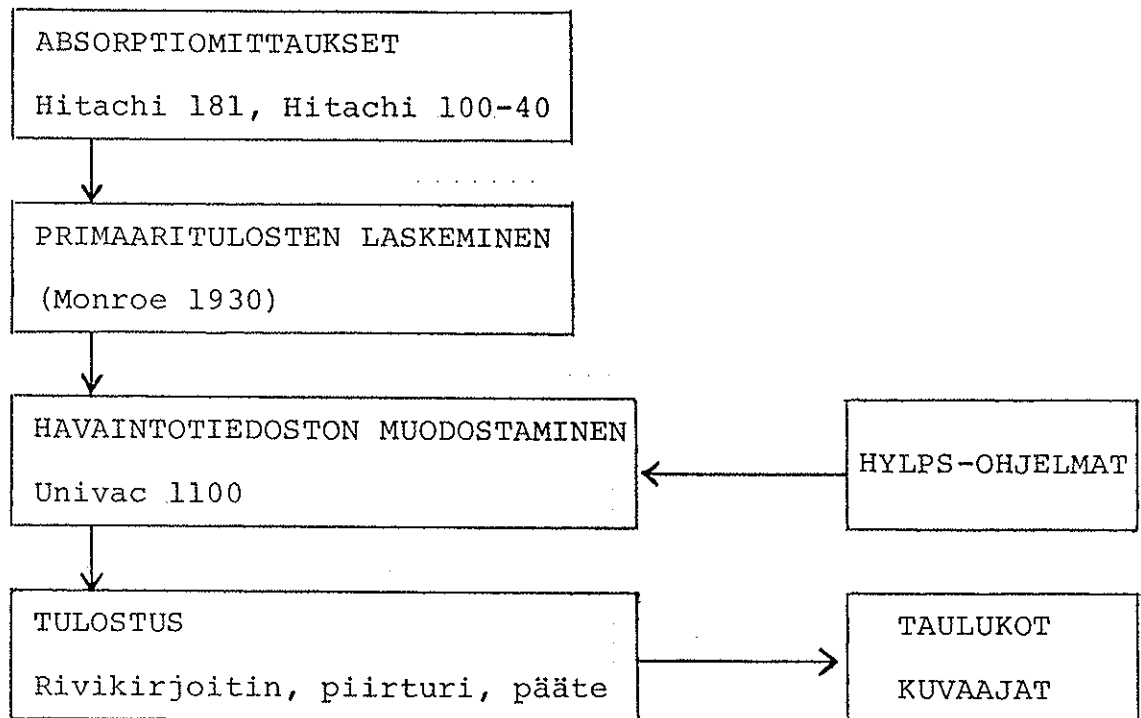 ABSORPTIOMITTAUKSET
Hitachi 181, Hitachi 100-40
PRIMAARITULOSTEN LASKEMINEN
(Monroe 1930)
HAVAINTOTIEDOSTON MUODOSTAMINEN
Univac 1100
HYLPS-OHJELMAT
TULOSTUS
Rivikirjoitin, piirturi, pääte
TAULUKOT
KUVAAJAT